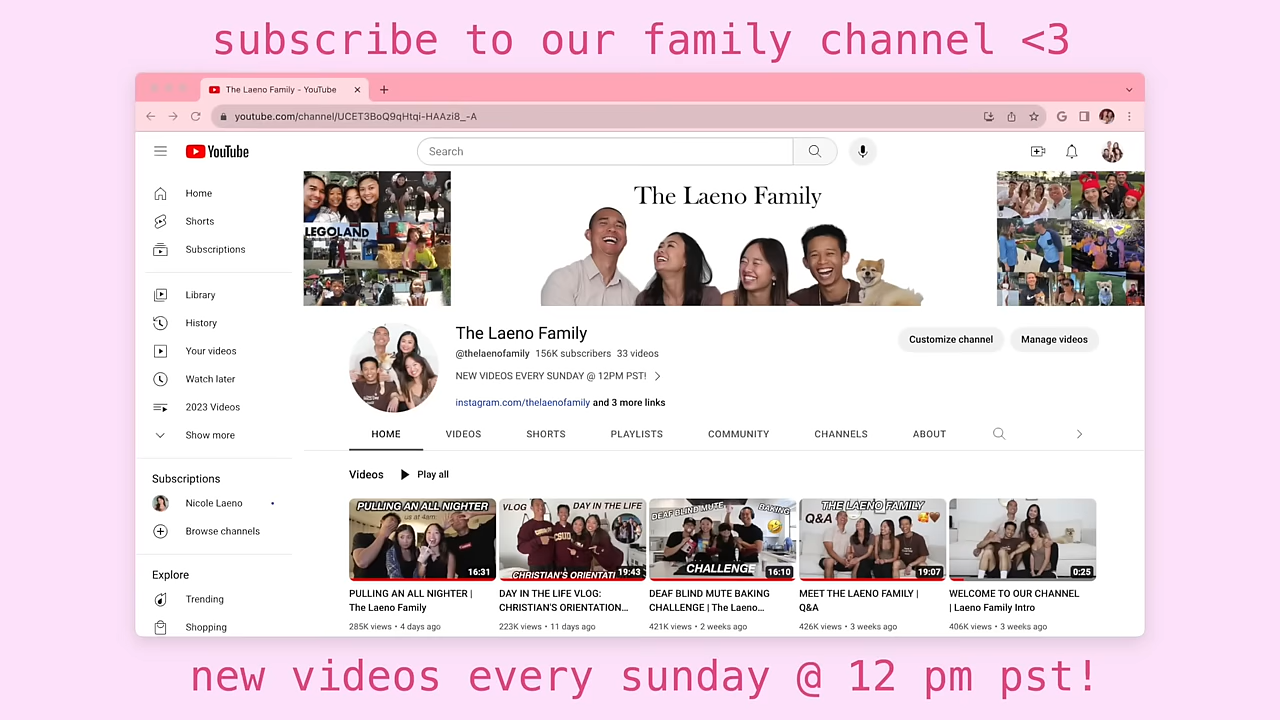 subscribe to our family channel <3
The Laeno Family - YouTube
youtube.com/channel/UCET3BoQ9qHtqi-HAAzi8_-A
YouTube
Search
Home
Shorts
Subscriptions
Library
History
Your videos
Watch later
2023 Videos
Show more
Subscriptions
Nicole Laeno
Browse channels
Explore
Trending
Shopping
LEGOLAND
The Laeno Family
The Laeno Family
@thelaenofamily 156K subscribers 33 videos
NEW VIDEOS EVERY SUNDAY @ 12PM PST!
instagram.com/thelaenofamily and 3 more links
Customize channel
Manage videos
HOME VIDEOS SHORTS PLAYLISTS COMMUNITY CHANNELS ABOUT
Videos Play all
PULLING AN ALL NIGHTER
us at 4am
16:31
PULLING AN ALL NIGHTER |
The Laeno Family
285K views • 4 days ago
VLOG DAY IN THE LIFE
CSUD
CHRISTIAN'S ORIENTATI
19:43
DAY IN THE LIFE VLOG:
CHRISTIAN'S ORIENTATION...
223K views • 11 days ago
DEAF BLIND MUTE BAKING
CHALLENGE
16:10
DEAF BLIND MUTE BAKING
CHALLENGE | The Laeno...
421K views • 2 weeks ago
THE LAENO FAMILY
Q&A
19:07
MEET THE LAENO FAMILY |
Q&A
426K views • 3 weeks ago
0:25
WELCOME TO OUR CHANNEL
| Laeno Family Intro
406K views • 3 weeks ago
new videos every sunday @ 12 pm pst!